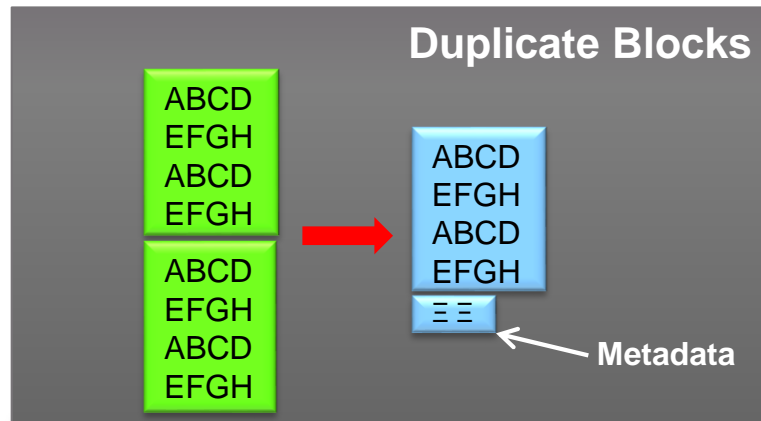 Duplicate Blocks
ABCD
EFGH
ABCD
EFGH
ABCD
EFGH
ABCD
EFGH
ABCD
EFGH
ABCD
EFGH
Ξ Ξ
Metadata